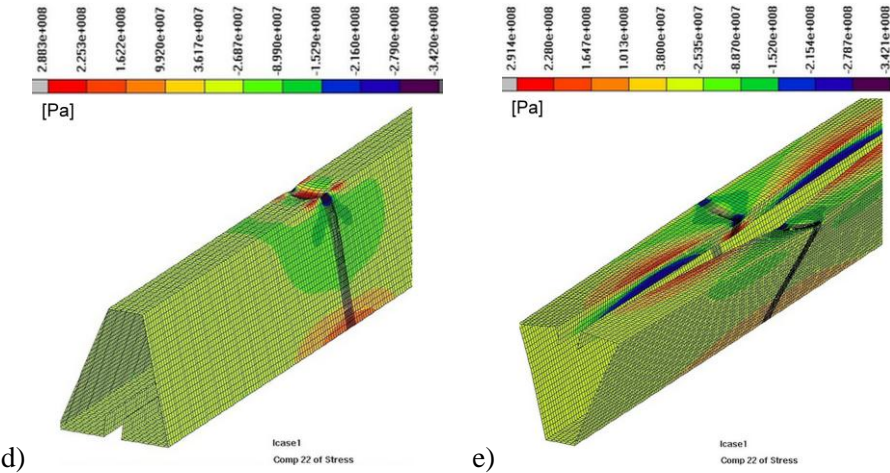 2.883e+008
2.253e+008
1.622e+008
9.920e+007
3.617e+007
-2.687e+007
-8.990e+007
-1.529e+008
-2.160e+008
-2.790e+008
-3.420e+008
[Pa]
lcase1
Comp 22 of Stress
d)
2.914e+008
2.280e+008
1.647e+008
1.013e+008
3.800e+007
-2.535e+007
-8.870e+007
-1.520e+008
-2.154e+008
-2.787e+008
-3.421e+008
[Pa]
lcase1
Comp 22 of Stress
e)